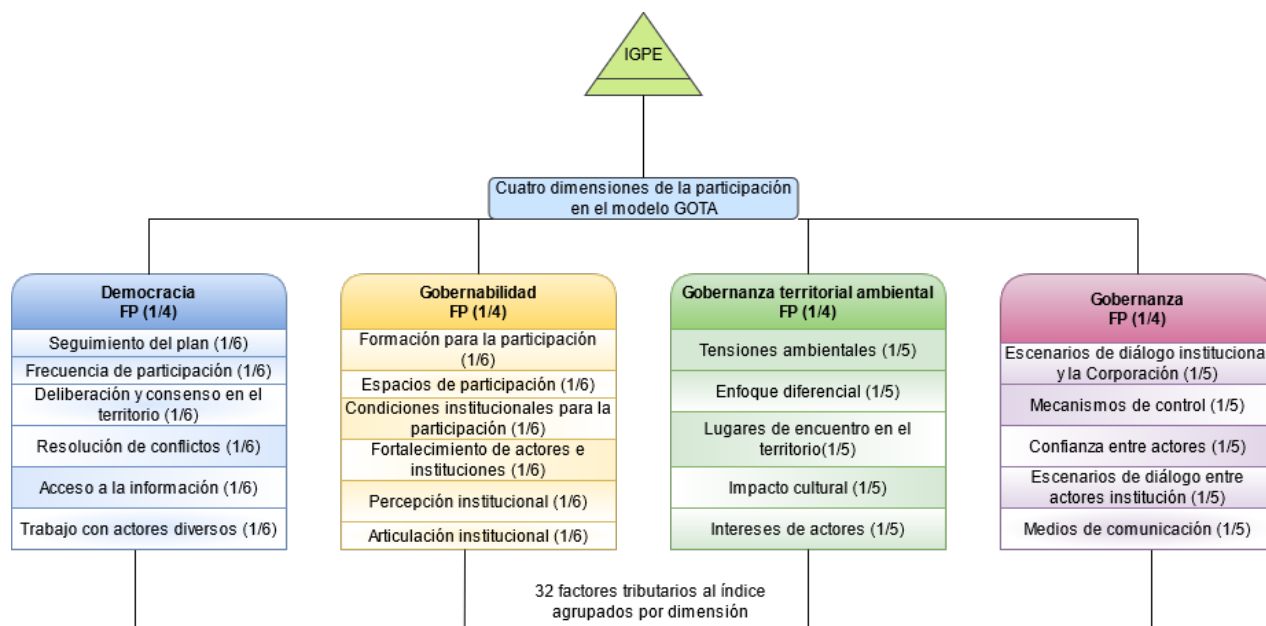 IGPE
Cuatro dimensiones de la participación
en el modelo GOTA
Democracia
FP (1/4)
Seguimiento del plan (1/6)
Frecuencia de participación (1/6)
Deliberación y consenso en el
territorio (1/6)
Resolución de conflictos (1/6)
Acceso a la información (1/6)
Trabajo con actores diversos (1/6)
Gobernabilidad
FP (1/4)
Formación para la participación
(1/6)
Espacios de participación (1/6)
Condiciones institucionales para la
participación (1/6)
Fortalecimiento de actores e
instituciones (1/6)
Percepción institucional (1/6)
Articulación institucional (1/6)
Gobernanza territorial ambiental
FP (1/4)
Tensiones ambientales (1/5)
Enfoque diferencial (1/5)
Lugares de encuentro en el
territorio(1/5)
Impacto cultural (1/5)
Intereses de actores (1/5)
Gobernanza
FP (1/4)
Escenarios de diálogo instituciona
y la Corporación (1/5)
Mecanismos de control (1/5)
Confianza entre actores (1/5)
Escenarios de diálogo entre
actores institución (1/5)
Medios de comunicación (1/5)
32 factores tributarios al índice
agrupados por dimensión